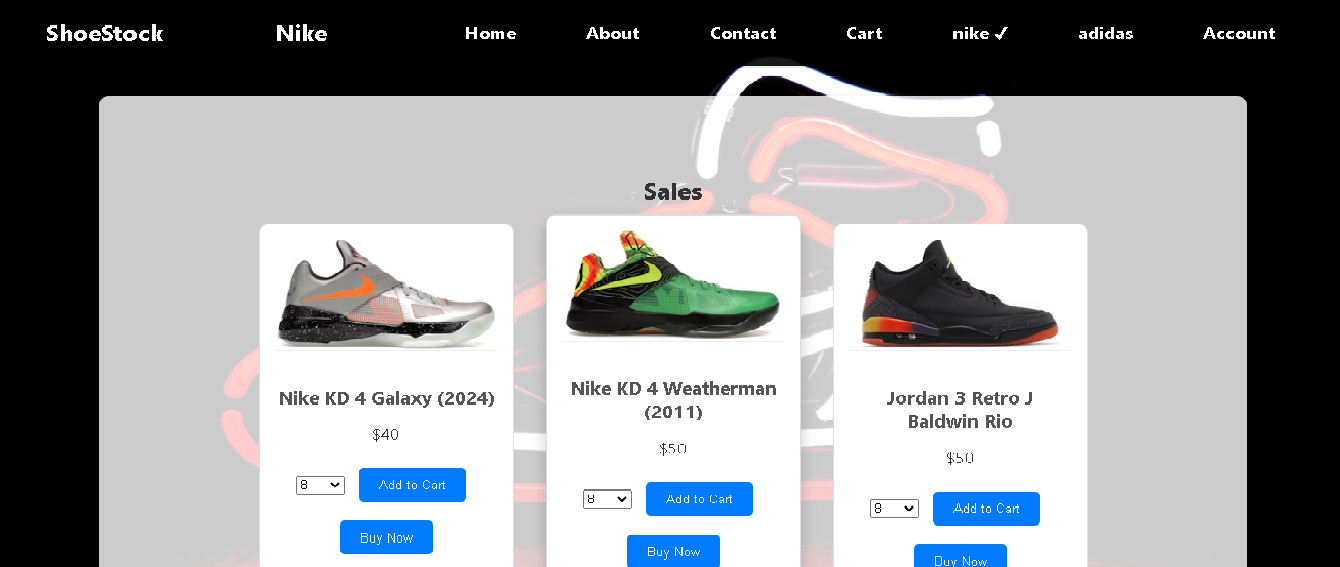 ShoeStock Nike Home About Contact Cart nike ✓ adidas Account
Sales
Nike KD 4 Galaxy (2024)
$40
8 Add to Cart
Buy Now
Nike KD 4 Weatherman
(2011)
$50
8 Add to Cart
Buy Now
Jordan 3 Retro J
Baldwin Rio
$50
8 Add to Cart
Buy Now